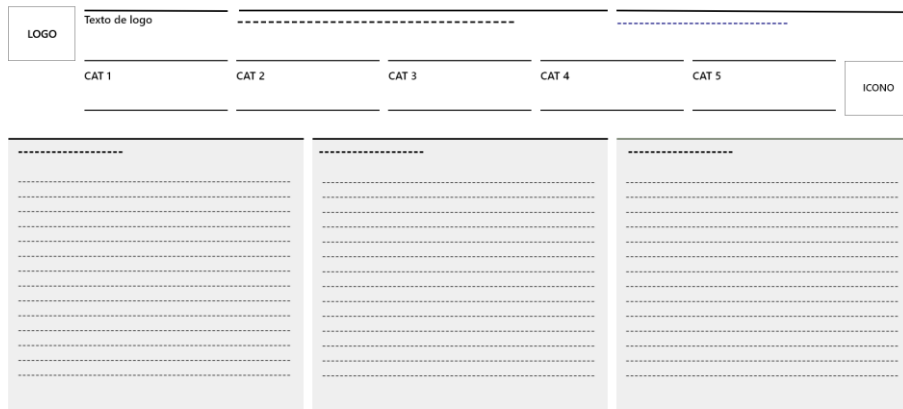 LOGO
Texto de logo
CAT 1
CAT 2
CAT 3
CAT 4
CAT 5
ICONO